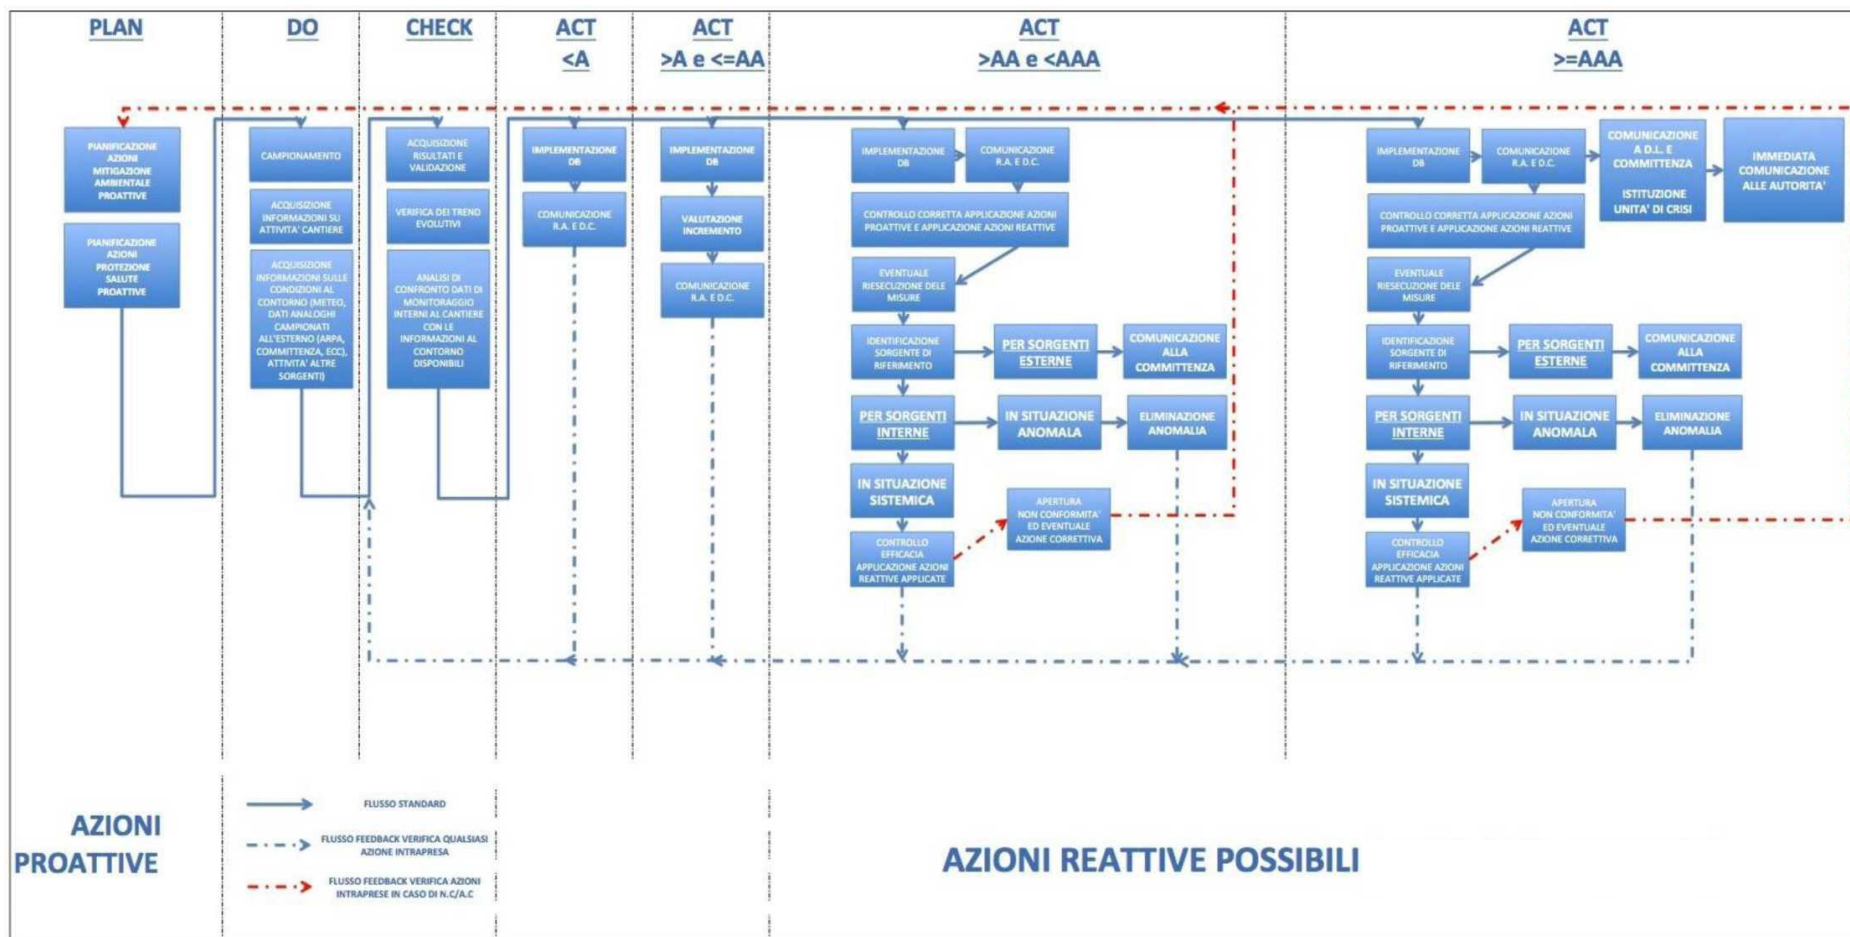 PLAN
DO
CHECK
ACT
<A
ACT
>A e <=AA
ACT
>AA e <AAA
ACT
>=AAA
PIANIFICAZIONE
AZIONI
MITIGAZIONE
AMBIENTALE
PROATTIVE
PIANIFICAZIONE
AZIONI
PROTEZIONE
SALUTE
PROATTIVE
CAMPIONAMENTO
ACQUISIZIONE
INFORMAZIONI SU
ATTIVITA' CANTIERE
ACQUISIZIONE
INFORMAZIONI SULLE
CONDIZIONI AL
CONTORNO (METEO,
DATI ANALOGHI
CAMPIONATI
ALL'ESTERNO (ARPA,
COMMITTENZA, ECC),
ATTIVITA' ALTRE
SORGENTI)
ACQUISIZIONE
RISULTATI E
VALIDAZIONE
VERIFICA DEI TREND
EVOLUTIVI
ANALISI DI
CONFRONTO DATI DI
MONITORAGGIO
INTERNI AL CANTIERE
CON LE
INFORMAZIONI AL
CONTORNO
DISPONIBILI
IMPLEMENTAZIONE
DB
COMUNICAZIONE
R.A. E D.C.
IMPLEMENTAZIONE
DB
VALUTAZIONE
INCREMENTO
COMUNICAZIONE
R.A. E D.C.
IMPLEMENTAZIONE
DB
COMUNICAZIONE
R.A. E D.C.
CONTROLLO CORRETTA APPLICAZIONE AZIONI
PROATTIVE E APPLICAZIONE AZIONI REATTIVE
EVENTUALE
RIESECUZIONE DELE
MISURE
IDENTIFICAZIONE
SORGENTE DI
RIFERIMENTO
PER SORGENTI
ESTERNE
COMUNICAZIONE
ALLA
COMMITTENZA
PER SORGENTI
INTERNE
IN SITUAZIONE
ANOMALA
ELIMINAZIONE
ANOMALIA
IN SITUAZIONE
SISTEMICA
APERTURA
NON CONFORMITA'
ED EVENTUALE
AZIONE CORRETTIVA
CONTROLLO
EFFICACIA
APPLICAZIONE AZIONI
REATTIVE APPLICATE
IMPLEMENTAZIONE
DB
COMUNICAZIONE
R.A. E D.C.
COMUNICAZIONE
A D.L. E
COMMITTENZA
ISTITUZIONE
UNITA' DI CRISI
IMMEDIATA
COMUNICAZIONE
ALLE AUTORITA'
CONTROLLO CORRETTA APPLICAZIONE AZIONI
PROATTIVE E APPLICAZIONE AZIONI REATTIVE
EVENTUALE
RIESECUZIONE DELE
MISURE
IDENTIFICAZIONE
SORGENTE DI
RIFERIMENTO
PER SORGENTI
ESTERNE
COMUNICAZIONE
ALLA
COMMITTENZA
PER SORGENTI
INTERNE
IN SITUAZIONE
ANOMALA
ELIMINAZIONE
ANOMALIA
IN SITUAZIONE
SISTEMICA
APERTURA
NON CONFORMITA'
ED EVENTUALE
AZIONE CORRETTIVA
CONTROLLO
EFFICACIA
APPLICAZIONE AZIONI
REATTIVE APPLICATE
AZIONI
PROATTIVE
FLUSSO STANDARD
FLUSSO FEEDBACK VERIFICA QUALSIASI
AZIONE INTRAPRESA
FLUSSO FEEDBACK VERIFICA AZIONI
INTRAPRESE IN CASO DI N.C/A.C
AZIONI REATTIVE POSSIBILI